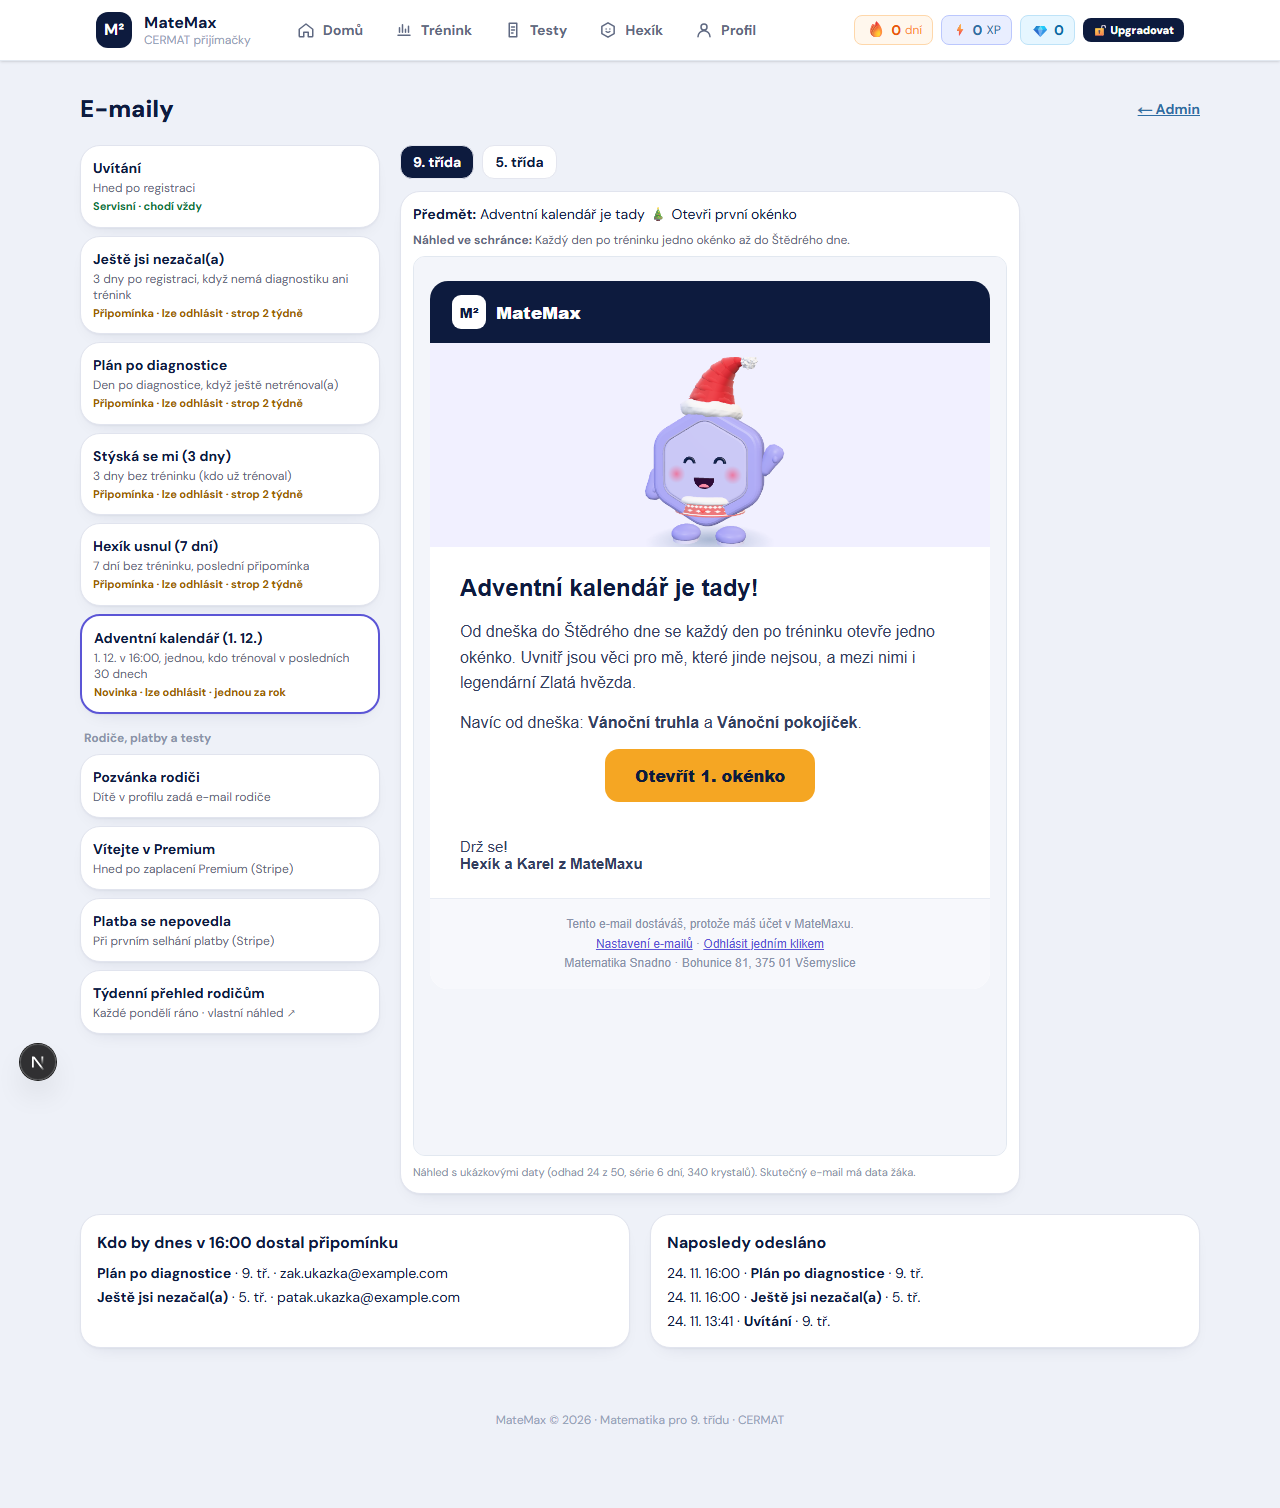 M²
MateMax
CERMAT přijímačky
Domů
Trénink
Testy
Hexík
Profil
0 dní
0 XP
0
Upgradovat
E-maily
← Admin
Uvítání
Hned po registraci
Servisní · chodí vždy
Ještě jsi nezačal(a)
3 dny po registraci, když nemá diagnostiku ani
trénink
Připomínka · lze odhlásit · strop 2 týdně
Plán po diagnostice
Den po diagnostice, když ještě netrénoval(a)
Připomínka · lze odhlásit · strop 2 týdně
Stýská se mi (3 dny)
3 dny bez tréninku (kdo už trénoval)
Připomínka · lze odhlásit · strop 2 týdně
Hexík usnul (7 dní)
7 dní bez tréninku, poslední připomínka
Připomínka · lze odhlásit · strop 2 týdně
Adventní kalendář (1. 12.)
1. 12. v 16:00, jednou, kdo trénoval v posledních
30 dnech
Novinka · lze odhlásit · jednou za rok
Rodiče, platby a testy
Pozvánka rodiči
Dítě v profilu zadá e-mail rodiče
Vítejte v Premium
Hned po zaplacení Premium (Stripe)
Platba se nepovedla
Při prvním selhání platby (Stripe)
Týdenní přehled rodičům
Každé pondělí ráno · vlastní náhled ↗
N
9. třída
5. třída
Předmět: Adventní kalendář je tady 🎄 Otevři první okénko
Náhled ve schránce: Každý den po tréninku jedno okénko až do Štědrého dne.
M²
MateMax
Adventní kalendář je tady!
Od dneška do Štědrého dne se každý den po tréninku otevře jedno
okénko. Uvnitř jsou věci pro mě, které jinde nejsou, a mezi nimi i
legendární Zlatá hvězda.
Navíc od dneška: Vánoční truhla a Vánoční pokojíček.
Otevřít 1. okénko
Drž se!
Hexík a Karel z MateMaxu
Tento e-mail dostáváš, protože máš účet v MateMaxu.
Nastavení e-mailů · Odhlásit jedním klikem
Matematika Snadno · Bohunice 81, 375 01 Všemyslice
Náhled s ukázkovými daty (odhad 24 z 50, série 6 dní, 340 krystalů). Skutečný e-mail má data žáka.
Kdo by dnes v 16:00 dostal připomínku
Plán po diagnostice · 9. tř. · zak.ukazka@example.com
Ještě jsi nezačal(a) · 5. tř. · patak.ukazka@example.com
Naposledy odesláno
24. 11. 16:00 · Plán po diagnostice · 9. tř.
24. 11. 16:00 · Ještě jsi nezačal(a) · 5. tř.
24. 11. 13:41 · Uvítání · 9. tř.
MateMax © 2026 · Matematika pro 9. třídu · CERMAT